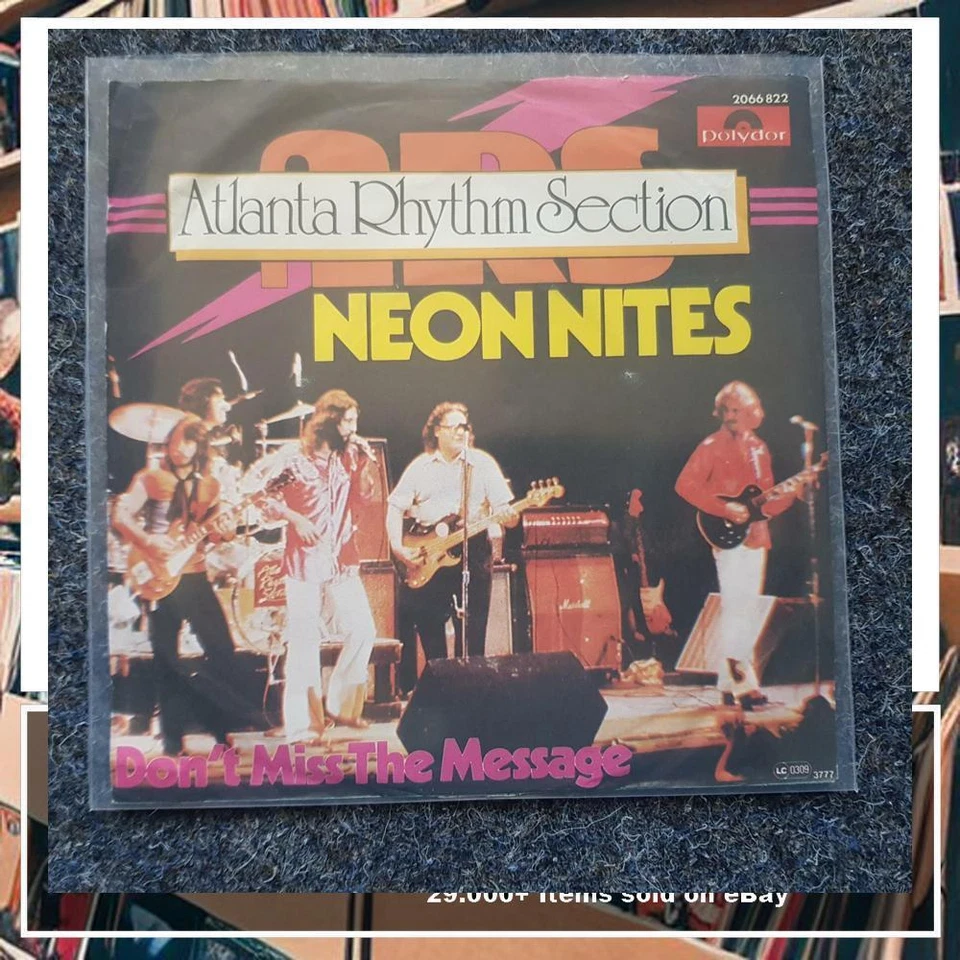 2066 822
polydor
ARS
Atlanta Rhythm Section
NEON NITES
Marshall
Don't Miss The Message
LC 0309
3777
29.000+ items sold on eBay